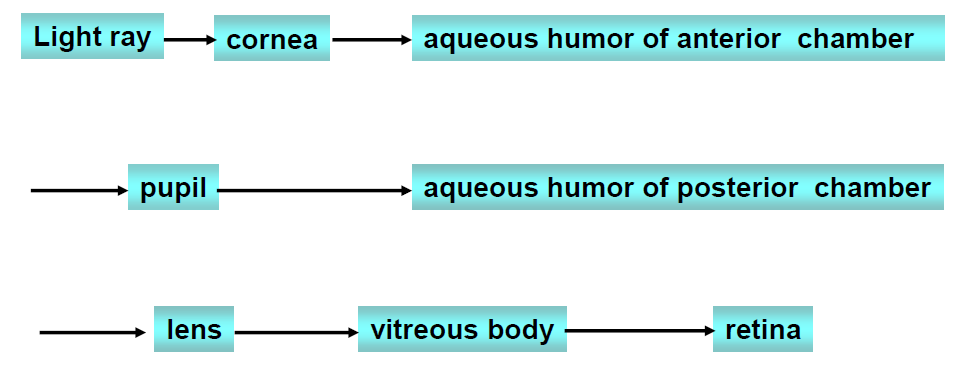 Light ray cornea aqueous humor of anterior chamber
pupil aqueous humor of posterior chamber
lens vitreous body retina